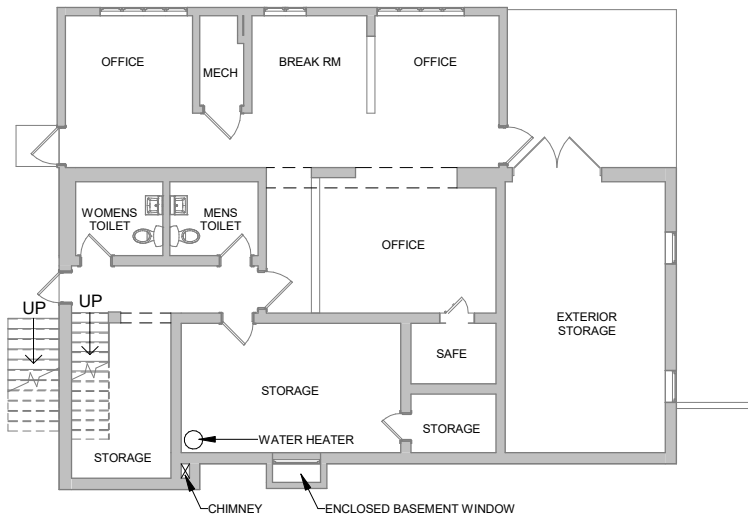 OFFICE
MECH
BREAK RM
OFFICE
WOMENS
TOILET
MENS
TOILET
OFFICE
UP
UP
EXTERIOR
STORAGE
SAFE
STORAGE
STORAGE
WATER HEATER
STORAGE
CHIMNEY
ENCLOSED BASEMENT WINDOW